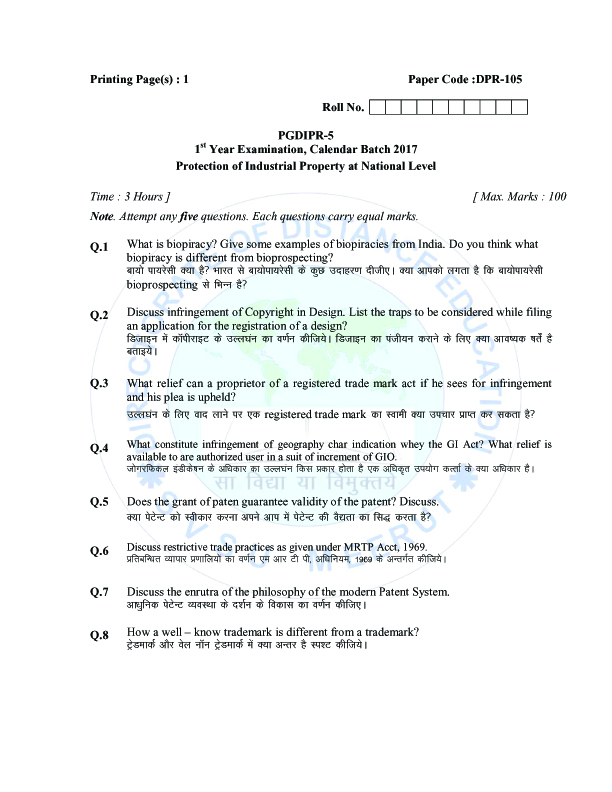 Printing Page(s) : 1 Paper Code :DPR-105
Roll No.
PGDIPR-5
1st Year Examination, Calendar Batch 2017
Protection of Industrial Property at National Level
Time : 3 Hours ] [ Max. Marks : 100
Note. Attempt any five questions. Each questions carry equal marks.
Q.1 What is biopiracy? Give some examples of biopiracies from India. Do you think what
biopiracy is different from bioprospecting?
बायो पायरेसी क्या है? भारत से बायोपायरेसी के कुछ उदाहरण दीजीए। क्या आपको लगता है कि बायोपायरेसी
bioprospecting से भिन्न है?
Q.2 Discuss infringement of Copyright in Design. List the traps to be considered while filing
an application for the registration of a design?
डिजाइन में कॉपीराइट के उल्लघंन का वर्णन कीजिये। डिजाइन का पंजीयन कराने के लिए क्या आवष्यक षर्तें है
बताइये।
Q.3 What relief can a proprietor of a registered trade mark act if he sees for infringement
and his plea is upheld?
उल्लघंन के लिए वाद लाने पर एक registered trade mark का स्वामी क्या उपचार प्राप्त कर सकता है?
Q.4 What constitute infringement of geography char indication whey the GI Act? What relief is
available to are authorized user in a suit of increment of GIO.
जोगरफिकल इंडीकेषन के अधिकार का उल्लघंन किस प्रकार होता है एक अधिकृत उपयोग कर्त्ता के क्या अधिकार है।
सा विद्या या विमुक्तये
Q.5 Does the grant of paten guarantee validity of the patent? Discuss.
क्या पेटेन्ट को स्वीकार करना अपने आप में पेटेन्ट की वैद्यता का सिद्ध करता है?
Q.6 Discuss restrictive trade practices as given under MRTP Acct, 1969.
प्रतिबन्धित व्यापार प्रणालियों का वर्णन एम आर टी पी, अधिनियम, 1969 के अन्तर्गत कीजिये।
Q.7 Discuss the enrutra of the philosophy of the modern Patent System.
आधुनिक पेटेन्ट व्यवस्था के दर्शन के विकास का वर्णन कीजिए।
Q.8 How a well – know trademark is different from a trademark?
ट्रेडमार्क और वेल नॉन ट्रेडमार्क में क्या अन्तर है स्पश्ट कीजिये।
DIRECTORATE OF DISTANCE EDUCATION
S V S U MEERUT